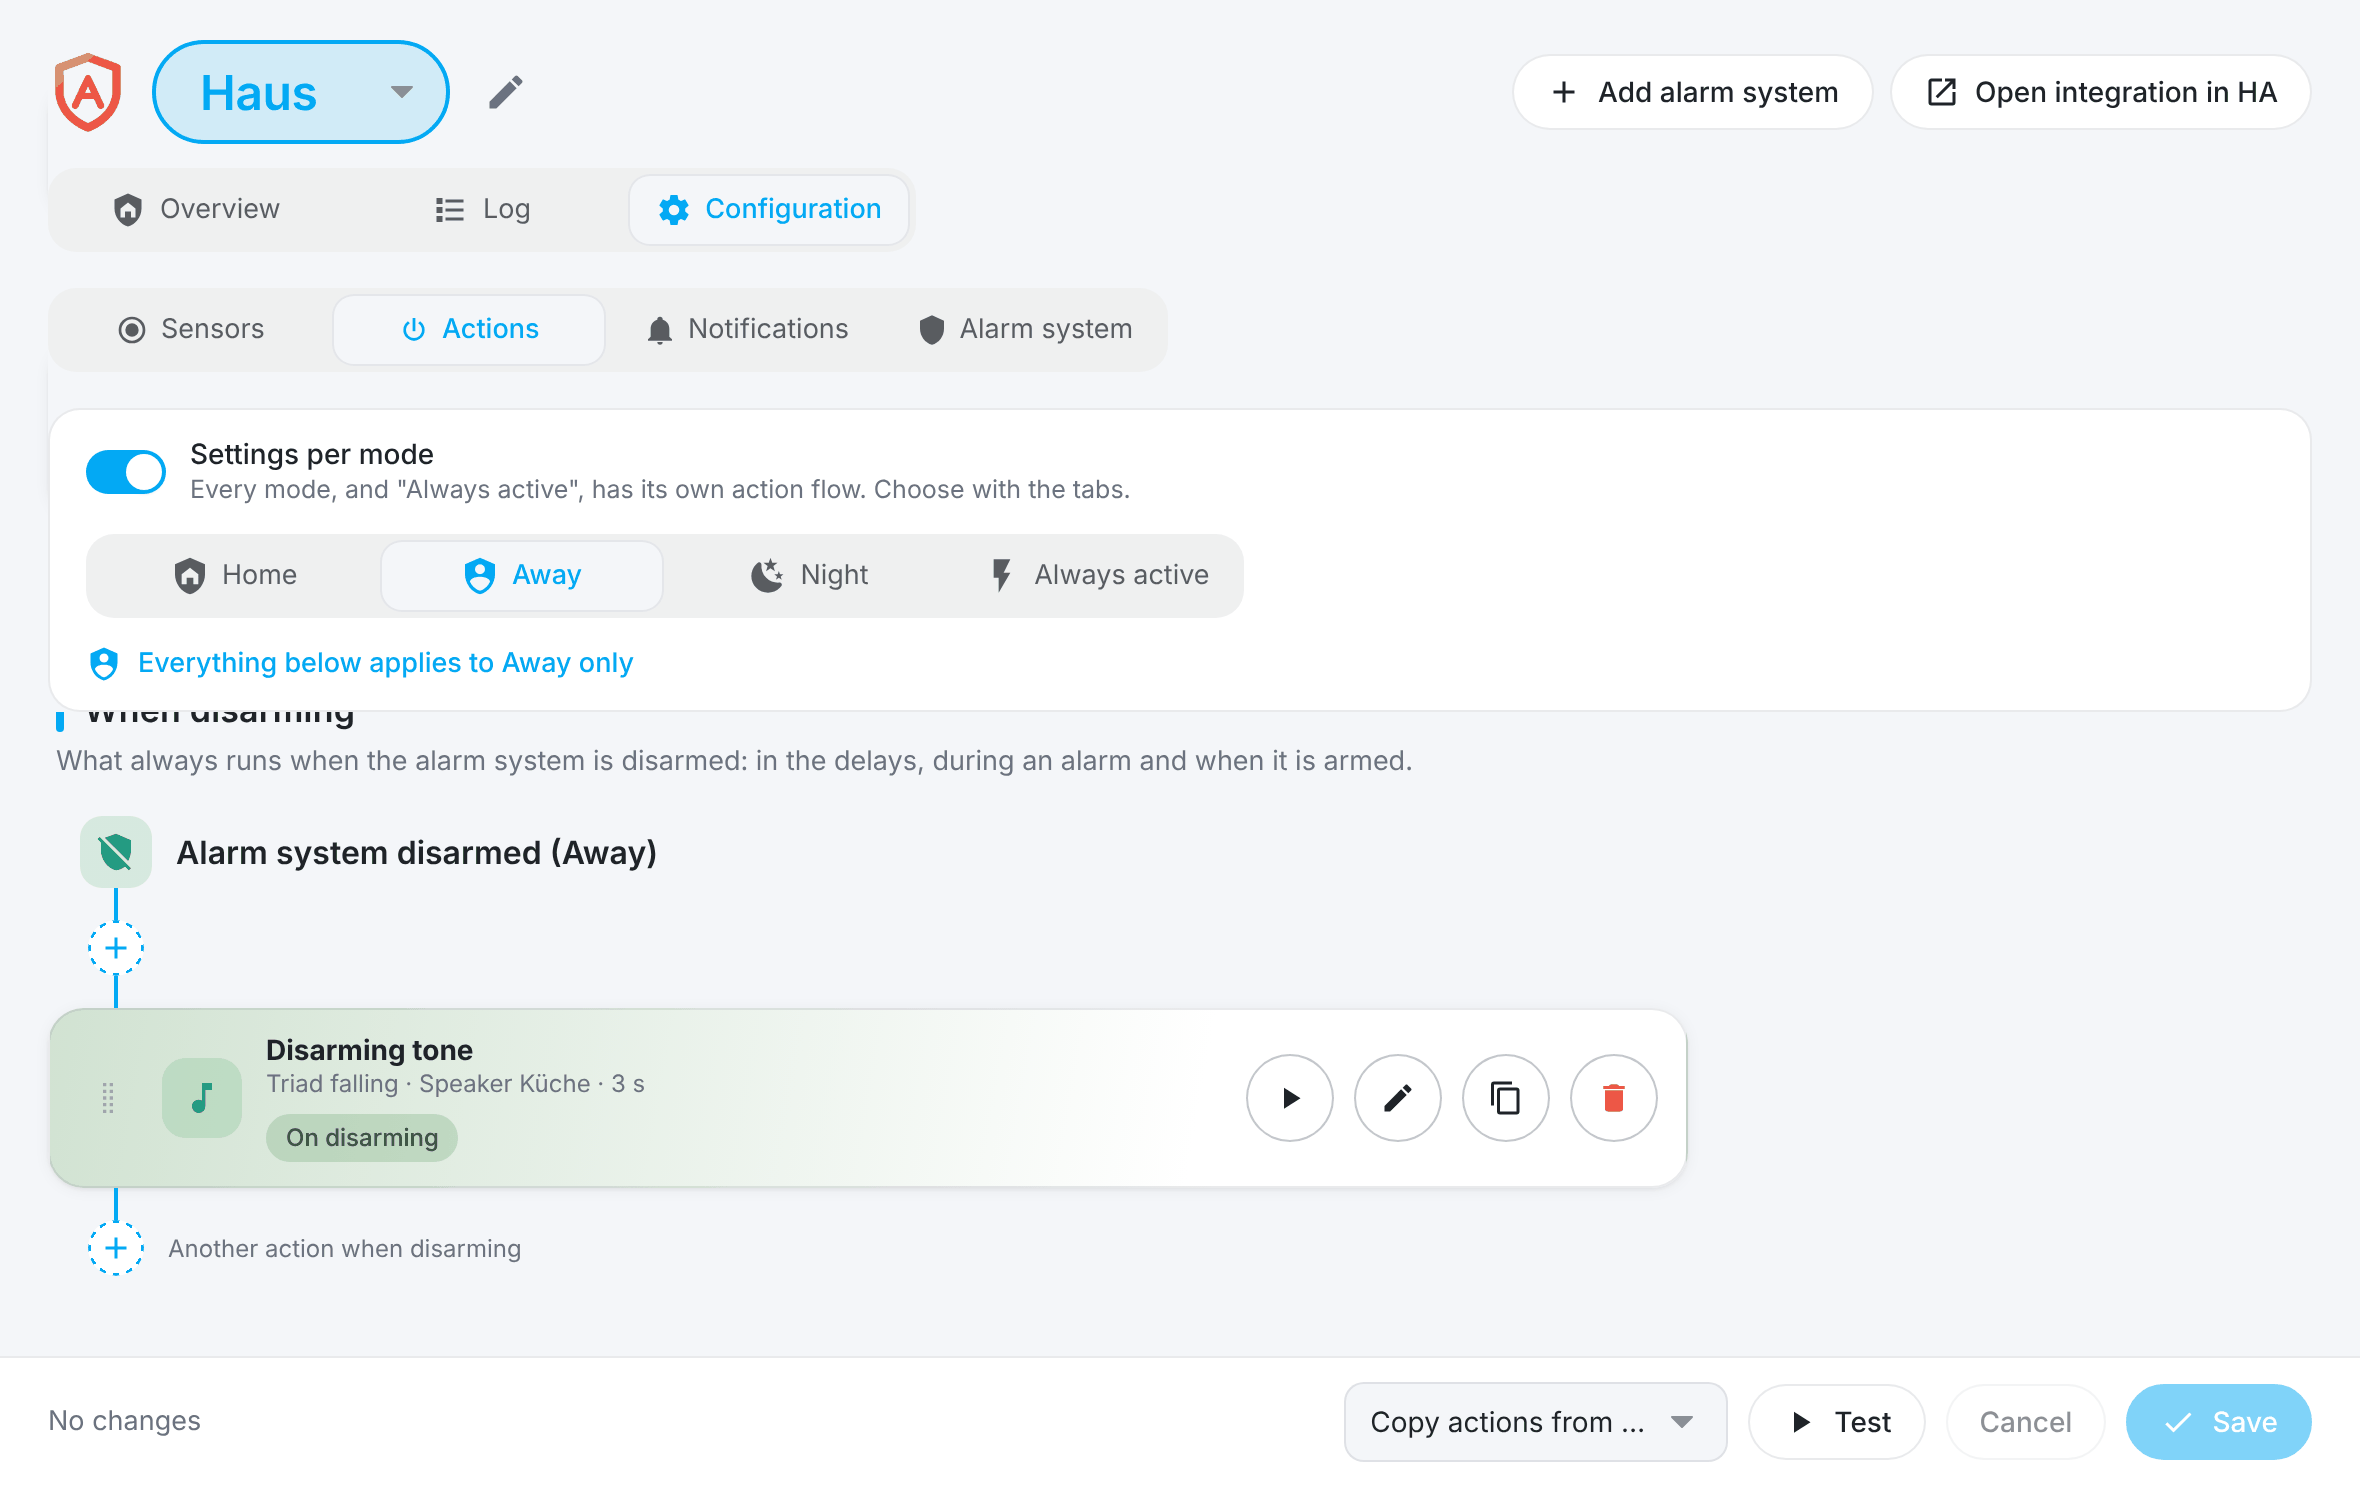 Haus
Add alarm system
Open integration in HA
Overview
Log
Configuration
Sensors
Actions
Notifications
Alarm system
Settings per mode
Every mode, and "Always active", has its own action flow. Choose with the tabs.
Home
Away
Night
Always active
Everything below applies to Away only
When disarming
What always runs when the alarm system is disarmed: in the delays, during an alarm and when it is armed.
Alarm system disarmed (Away)
Disarming tone
Triad falling · Speaker Küche · 3 s
On disarming
Another action when disarming
No changes
Copy actions from ...
Test
Cancel
Save